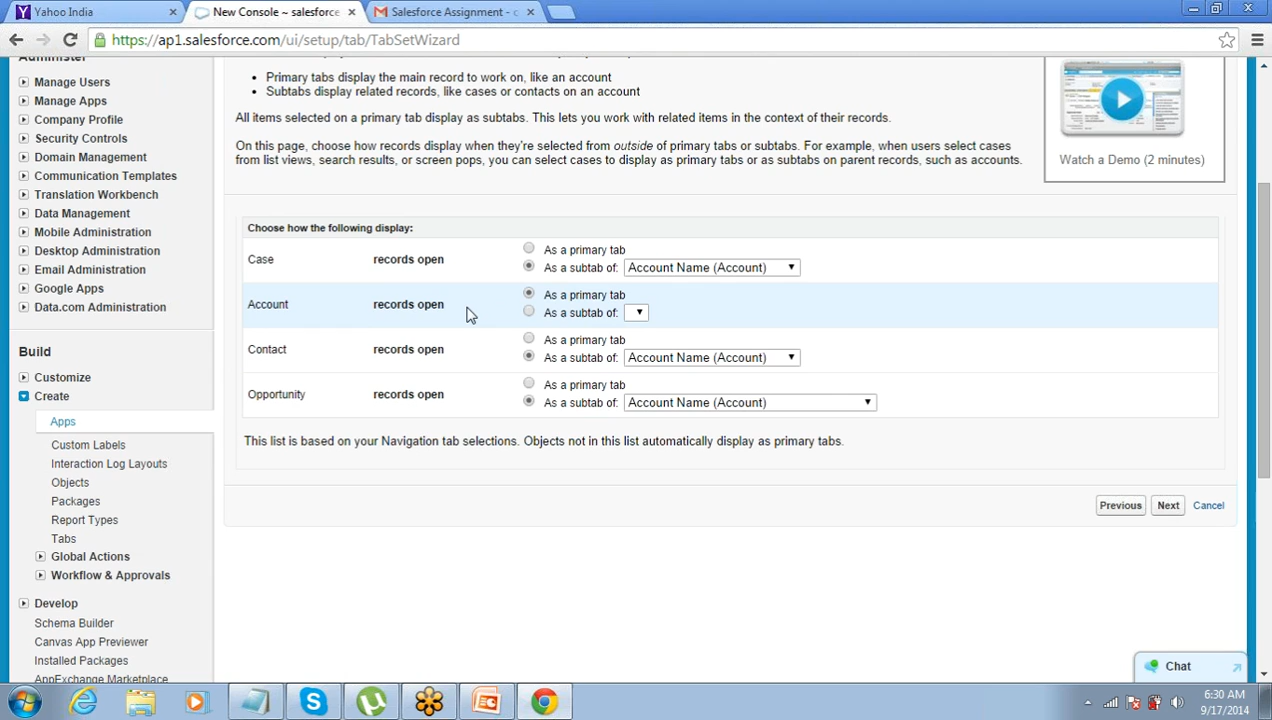 Yahoo India
New Console ~ salesforce
Salesforce Assignment - c
https://ap1.salesforce.com/ui/setup/tab/TabSetWizard
Administer
Manage Users
Manage Apps
Company Profile
Security Controls
Domain Management
Communication Templates
Translation Workbench
Data Management
Mobile Administration
Desktop Administration
Email Administration
Google Apps
Data.com Administration
Build
Customize
Create
Apps
Custom Labels
Interaction Log Layouts
Objects
Packages
Report Types
Tabs
Global Actions
Workflow & Approvals
Develop
Schema Builder
Canvas App Previewer
Installed Packages
AppExchange Marketplace
Primary tabs display the main record to work on, like an account
Subtabs display related records, like cases or contacts on an account
All items selected on a primary tab display as subtabs. This lets you work with related items in the context of their records.
On this page, choose how records display when they're selected from outside of primary tabs or subtabs. For example, when users select cases
from list views, search results, or screen pops, you can select cases to display as primary tabs or as subtabs on parent records, such as accounts.
Watch a Demo (2 minutes)
Choose how the following display:
Case records open As a primary tab
As a subtab of: Account Name (Account)
Account records open As a primary tab
As a subtab of:
Contact records open As a primary tab
As a subtab of: Account Name (Account)
Opportunity records open As a primary tab
As a subtab of: Account Name (Account)
This list is based on your Navigation tab selections. Objects not in this list automatically display as primary tabs.
Previous Next Cancel
Chat
6:30 AM
9/17/2014